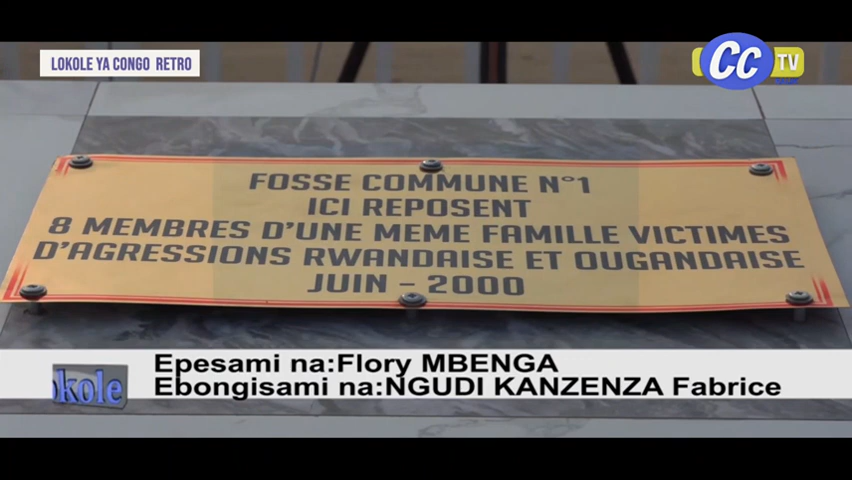 LOKOLE YA CONGO RETRO
CC TV
FOSSE COMMUNE N°1
ICI REPOSENT
8 MEMBRES D'UNE MEME FAMILLE VICTIMES
D'AGRESSIONS RWANDAISE ET OUGANDAISE
JUIN - 2000
okole
Epesami na:Flory MBENGA
Ebongisami na:NGUDI KANZENZA Fabrice